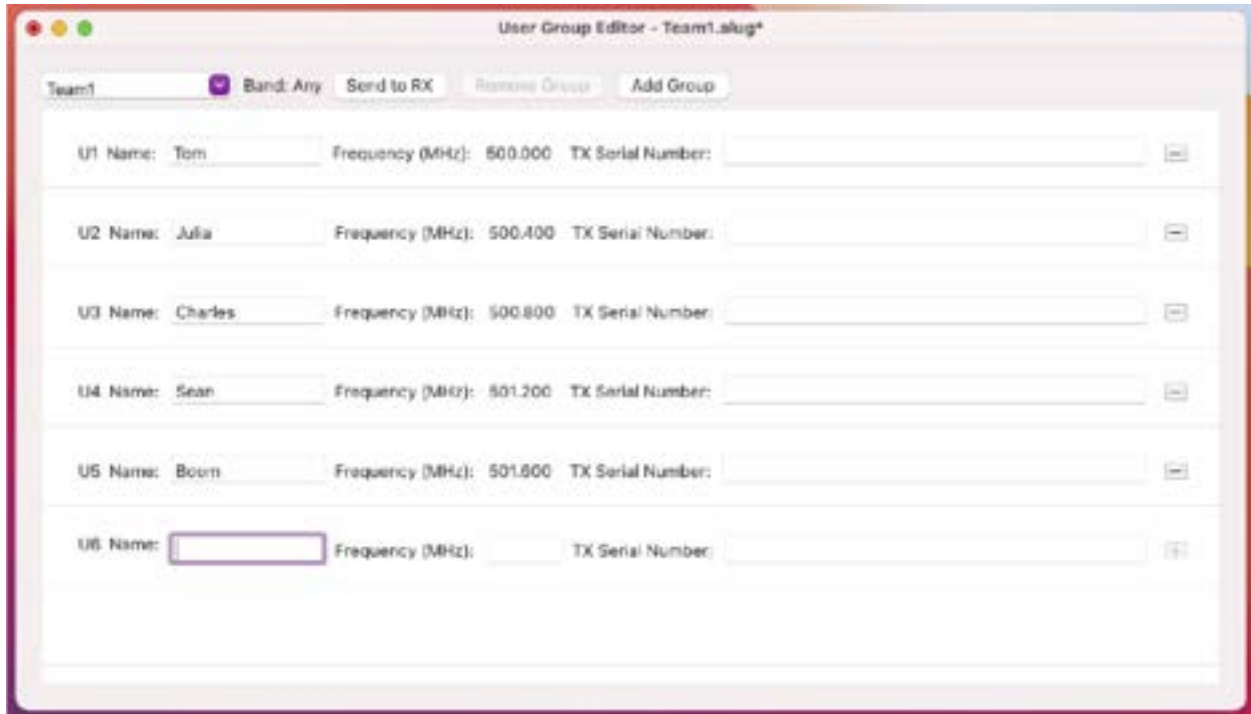 User Group Editor - Team1.alug*
Team1 Band: Any Send to RX Remove Group Add Group
U1 Name: Tom Frequency (MHz): 500.000 TX Serial Number:
U2 Name: Julia Frequency (MHz): 500.400 TX Serial Number:
U3 Name: Charles Frequency (MHz): 500.800 TX Serial Number:
U4 Name: Sean Frequency (MHz): 501.200 TX Serial Number:
U5 Name: Boom Frequency (MHz): 501.600 TX Serial Number:
U6 Name: Frequency (MHz): TX Serial Number: